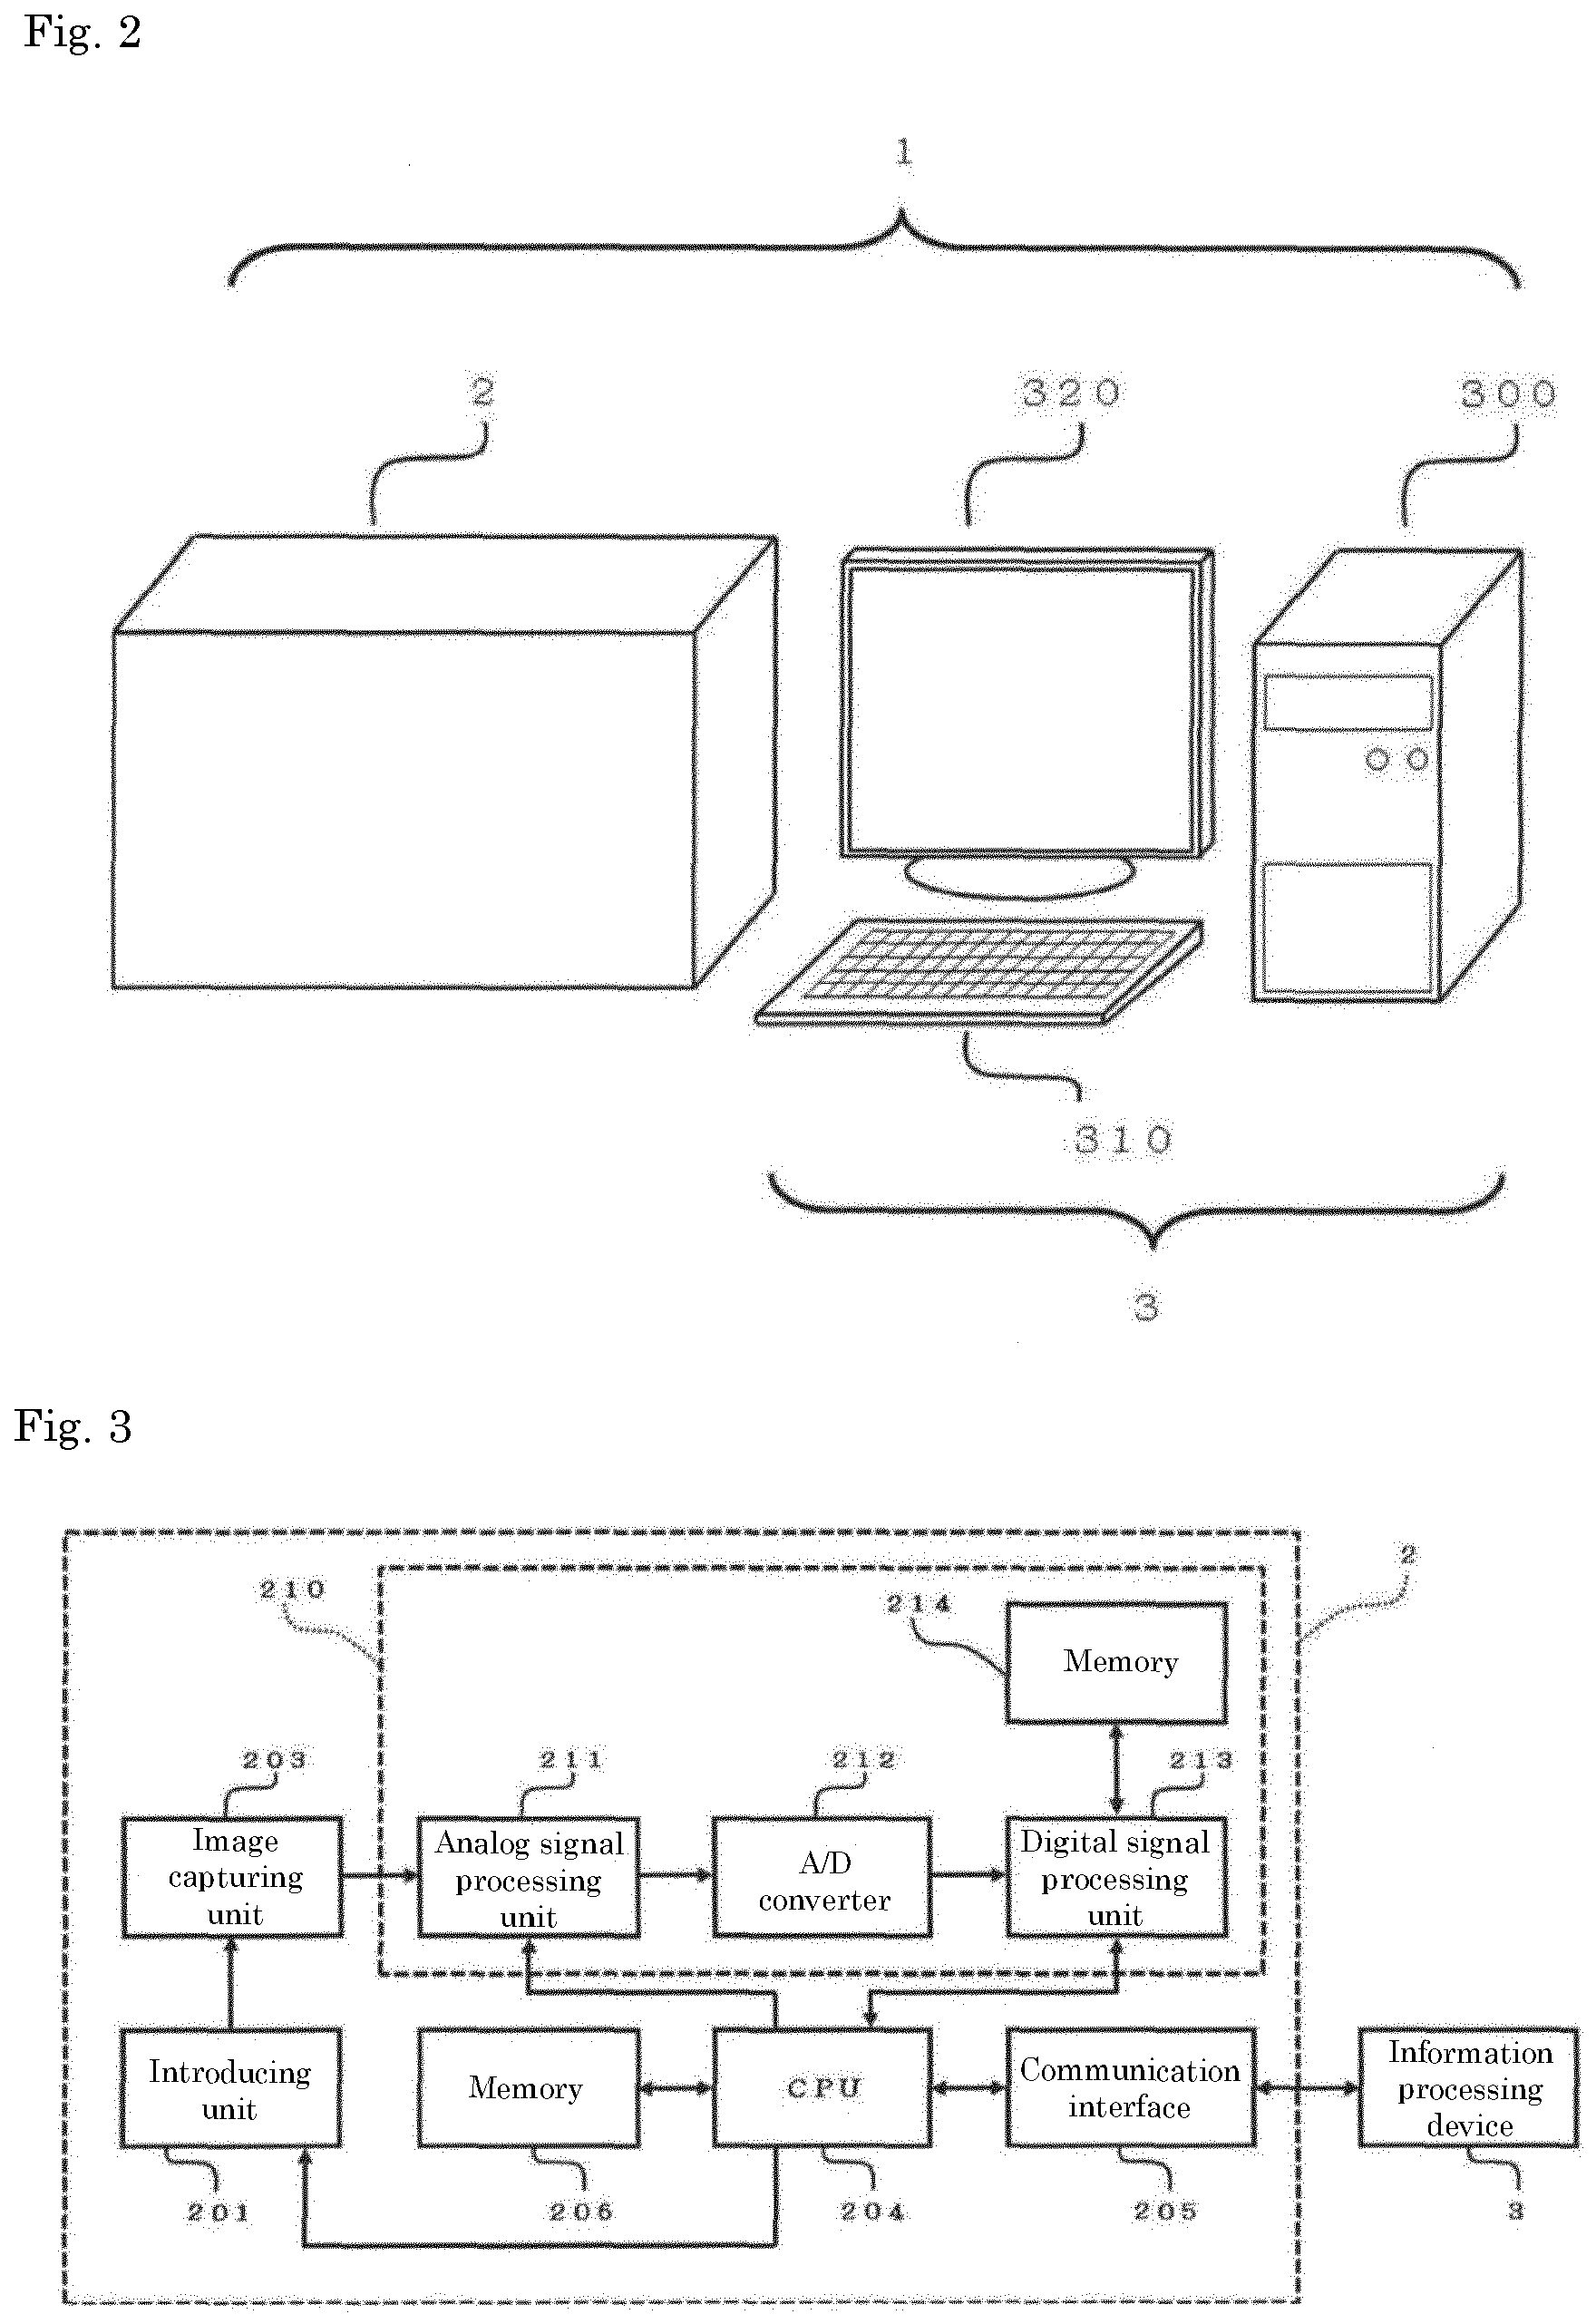 Fig. 2
1
2
320
300
310
3
Fig. 3
2
210
214
Memory
203
211
212
213
Image
capturing
unit
Analog signal
processing
unit
A/D
converter
Digital signal
processing
unit
Introducing
unit
Memory
CPU
Communication
interface
Information
processing
device
201
206
204
205
3